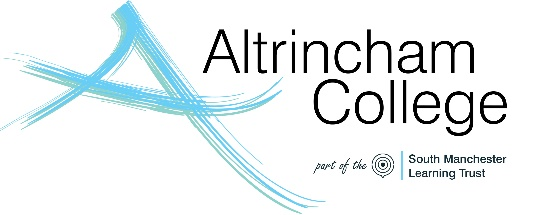 Altrincham
College
part of the South Manchester
Learning Trust